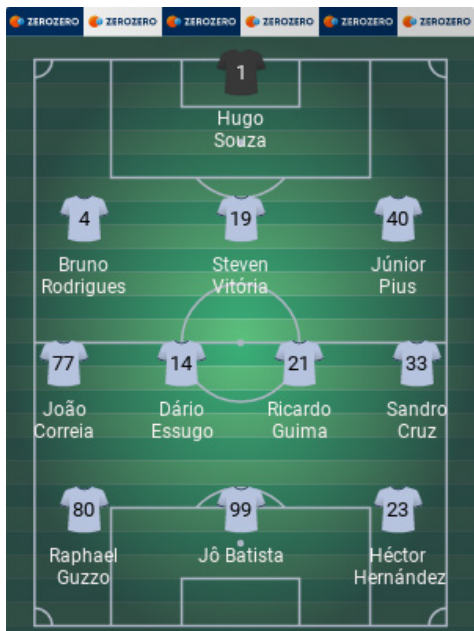 ZEROZERO ZEROZERO ZEROZERO ZEROZERO ZEROZERO ZEROZERO
1
Hugo
Souza
4 19 40
Bruno Steven Júnior
Rodrigues Vitória Pius
77 14 21 33
João Dário Ricardo Sandro
Correia Essugo Guima Cruz
80 99 23
Raphael Jô Batista Héctor
Guzzo Hernández